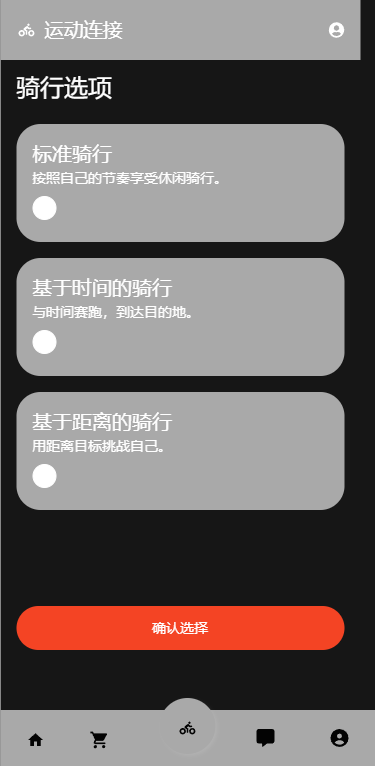 运动连接
骑行选项
标准骑行
按照自己的节奏享受休闲骑行。
基于时间的骑行
与时间赛跑，到达目的地。
基于距离的骑行
用距离目标挑战自己。
确认选择